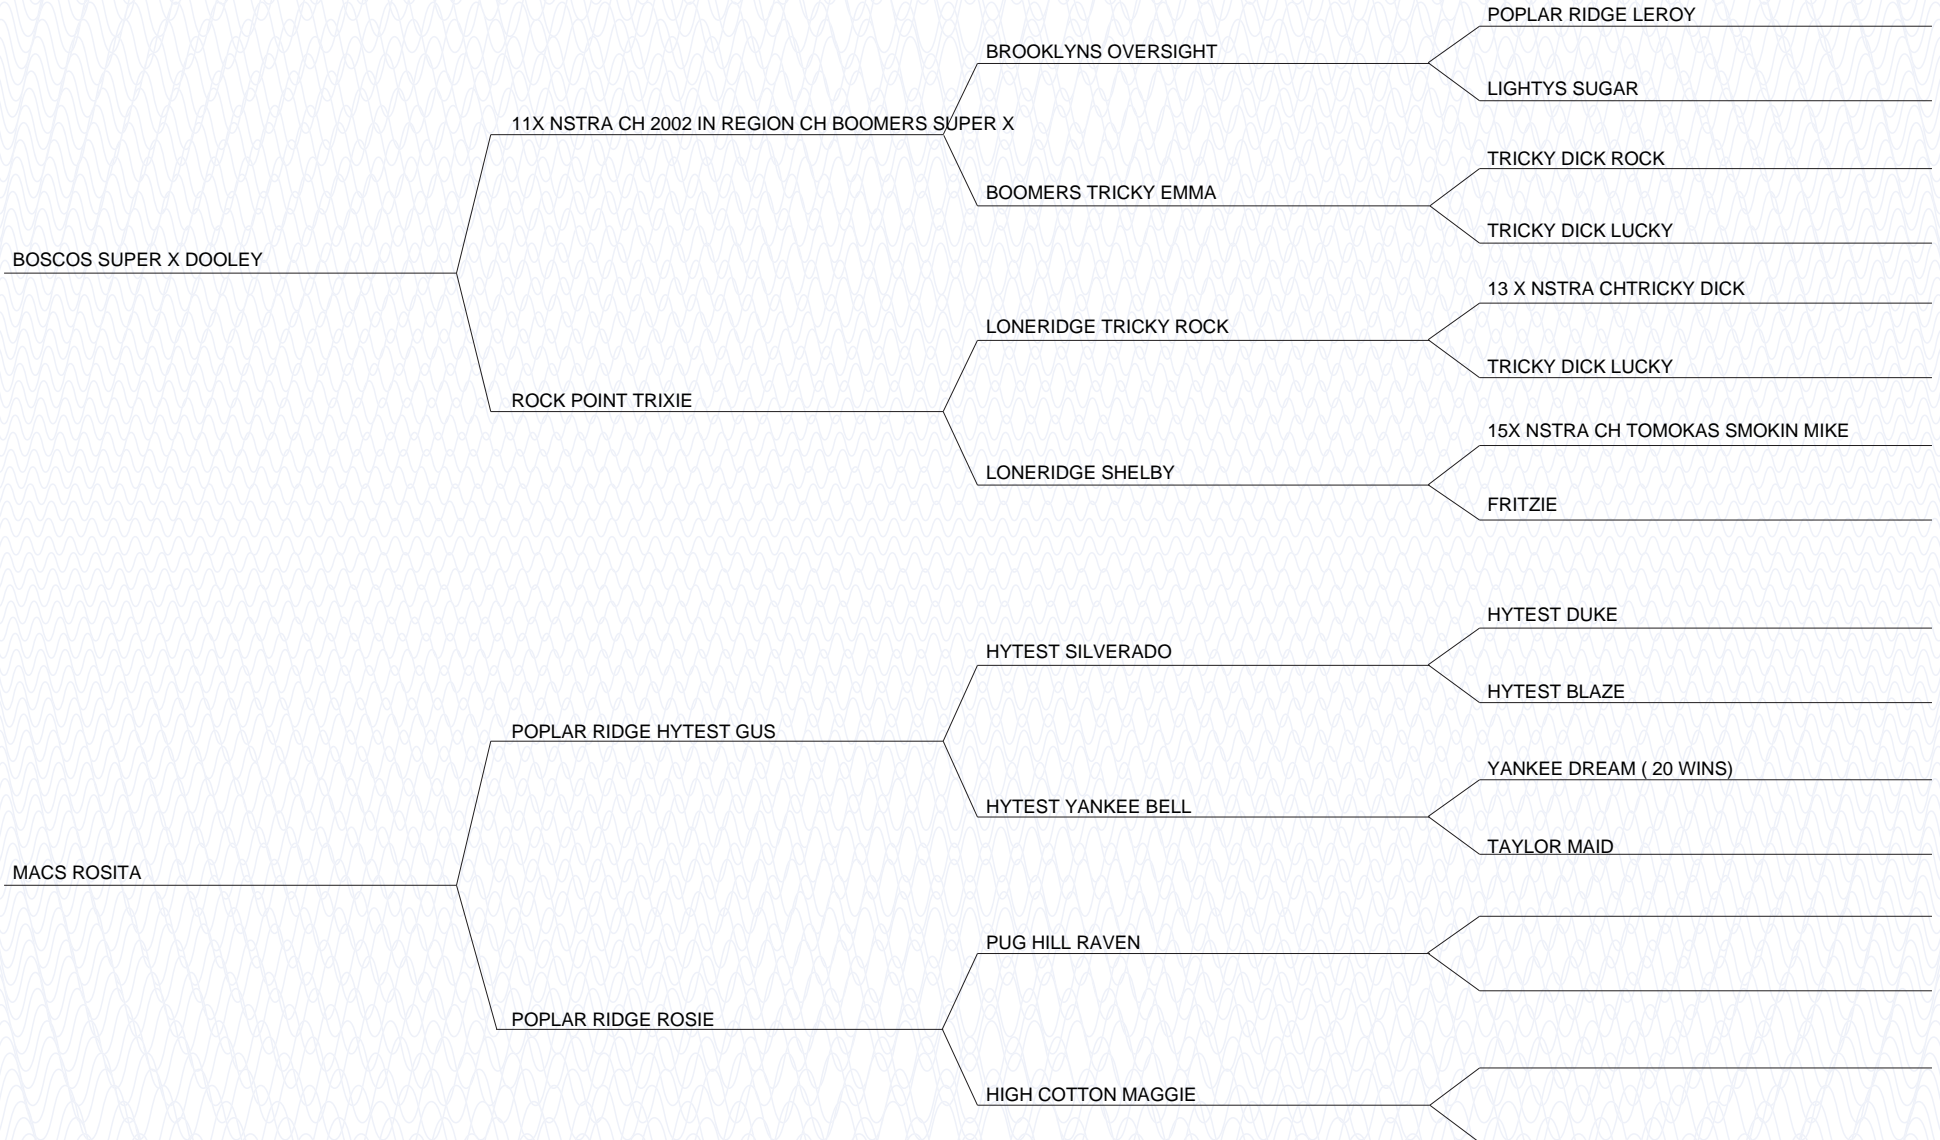 POPLAR RIDGE LEROY
BROOKLYNS OVERSIGHT
LIGHTYS SUGAR
11X NSTRA CH 2002 IN REGION CH BOOMERS SUPER X
TRICKY DICK ROCK
BOOMERS TRICKY EMMA
TRICKY DICK LUCKY
BOSCOS SUPER X DOOLEY
13 X NSTRA CHTRICKY DICK
LONERIDGE TRICKY ROCK
TRICKY DICK LUCKY
ROCK POINT TRIXIE
15X NSTRA CH TOMOKAS SMOKIN MIKE
LONERIDGE SHELBY
FRITZIE
HYTEST DUKE
HYTEST SILVERADO
HYTEST BLAZE
POPLAR RIDGE HYTEST GUS
YANKEE DREAM ( 20 WINS)
HYTEST YANKEE BELL
TAYLOR MAID
MACS ROSITA
PUG HILL RAVEN
POPLAR RIDGE ROSIE
HIGH COTTON MAGGIE